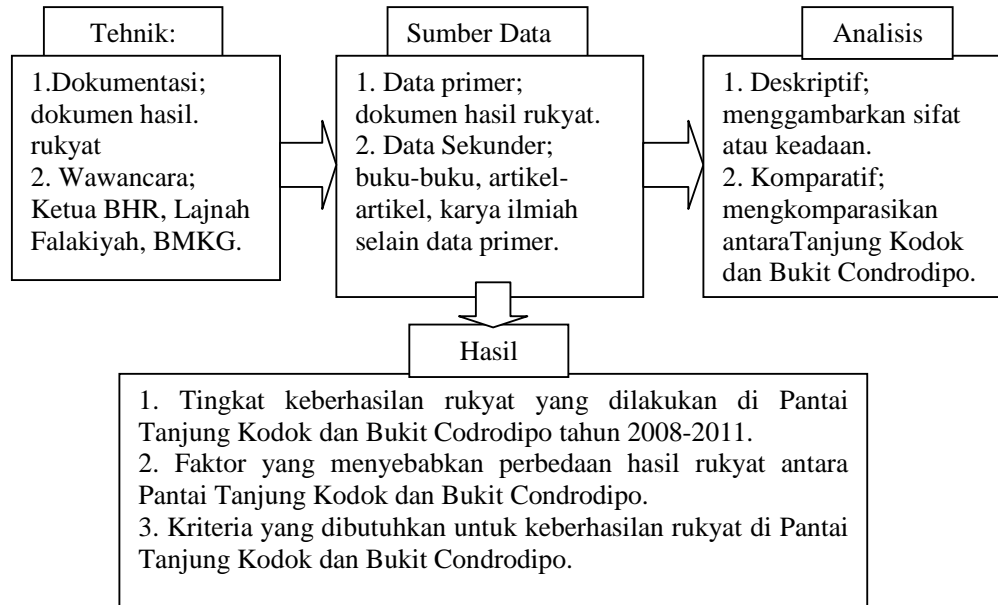 Tehnik:
1.Dokumentasi;
dokumen hasil.
rukyat
2. Wawancara;
Ketua BHR, Lajnah
Falakiyah, BMKG.
Sumber Data
1. Data primer;
dokumen hasil rukyat.
2. Data Sekunder;
buku-buku, artikel-
artikel, karya ilmiah
selain data primer.
Analisis
1. Deskriptif;
menggambarkan sifat
atau keadaan.
2. Komparatif;
mengkomparasikan
antaraTanjung Kodok
dan Bukit Condrodipo.
Hasil
1. Tingkat keberhasilan rukyat yang dilakukan di Pantai
Tanjung Kodok dan Bukit Codrodipo tahun 2008-2011.
2. Faktor yang menyebabkan perbedaan hasil rukyat antara
Pantai Tanjung Kodok dan Bukit Condrodipo.
3. Kriteria yang dibutuhkan untuk keberhasilan rukyat di Pantai
Tanjung Kodok dan Bukit Condrodipo.